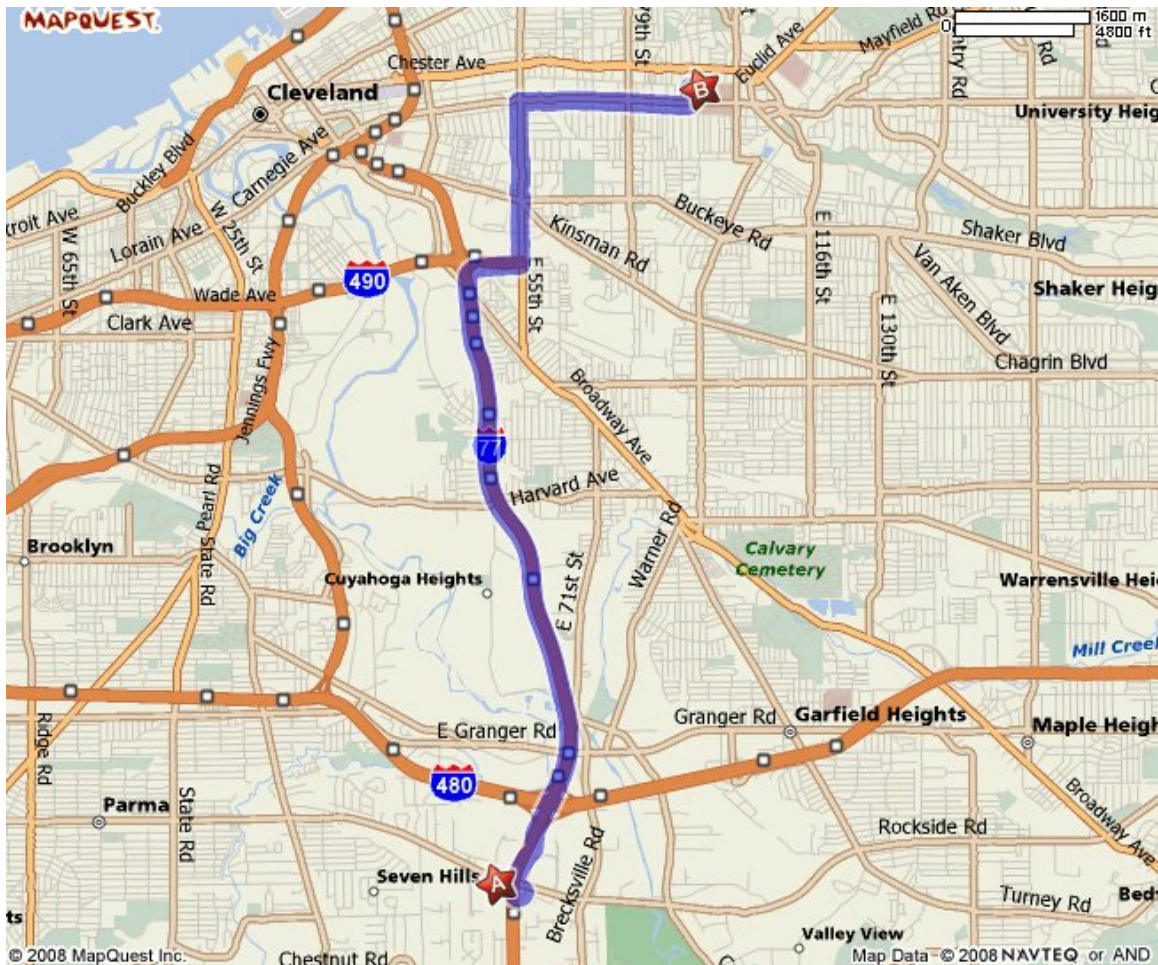 MAPQUEST.
1600 m
0
4800 ft
Mayfield Rd
79th St
Euclid Ave
Chester Ave
Cleveland
B
University Heig
Buckley Blvd
Carnegie Ave
troit Ave
W 65th St
Lorain Ave
W 25th St
Buckeye Rd
Kinsman Rd
E 116th St
Shaker Blvd
Van Aken Blvd
490
E 55th St
Wade Ave
Clark Ave
Shaker Heig
E 130th St
Chagrin Blvd
Jennings Fwy
Broadway Ave
77
Harvard Ave
Pearl Rd
State Rd
Big Creek
Brooklyn
Warner Rd
Calvary
Cemetery
Cuyahoga Heights
E 71st St
Warrensville Hei
Mill Creek
Ridge Rd
E Granger Rd
Granger Rd
Garfield Heights
Maple Heigh
480
Parma
State Rd
Broadway Ave
Rockside Rd
Seven Hills
A
Brecksville Rd
Turney Rd
Bed
ts
Valley View
Chestnut Rd
© 2008 MapQuest Inc.
Map Data © 2008 NAVTEQ or AND